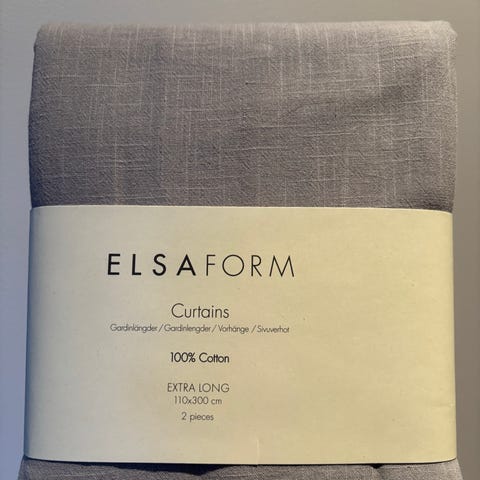 ELSAFORM
Curtains
Gardinlängder / Gardinlengder / Vorhänge / Sivuverhot
100% Cotton
EXTRA LONG
110x300 cm
2 pieces